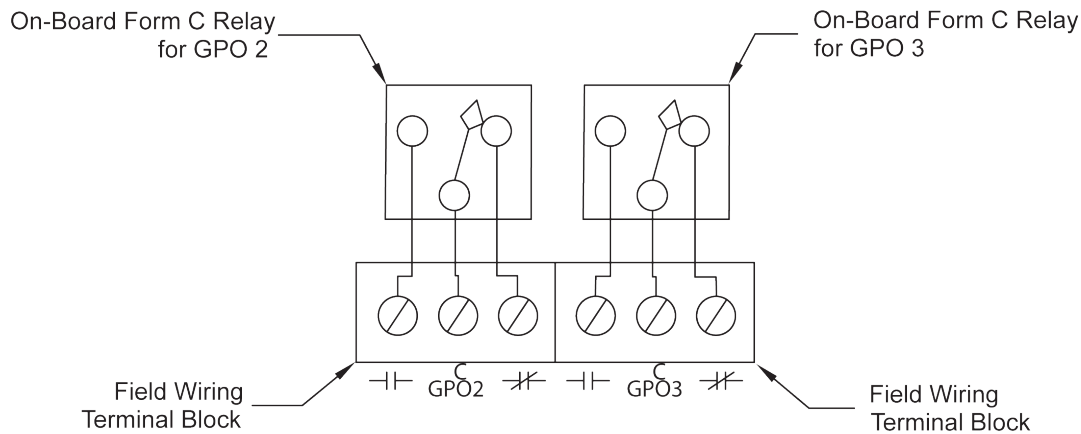 On-Board Form C Relay
for GPO 2
On-Board Form C Relay
for GPO 3
C
GPO2
C
GPO3
Field Wiring
Terminal Block
Field Wiring
Terminal Block